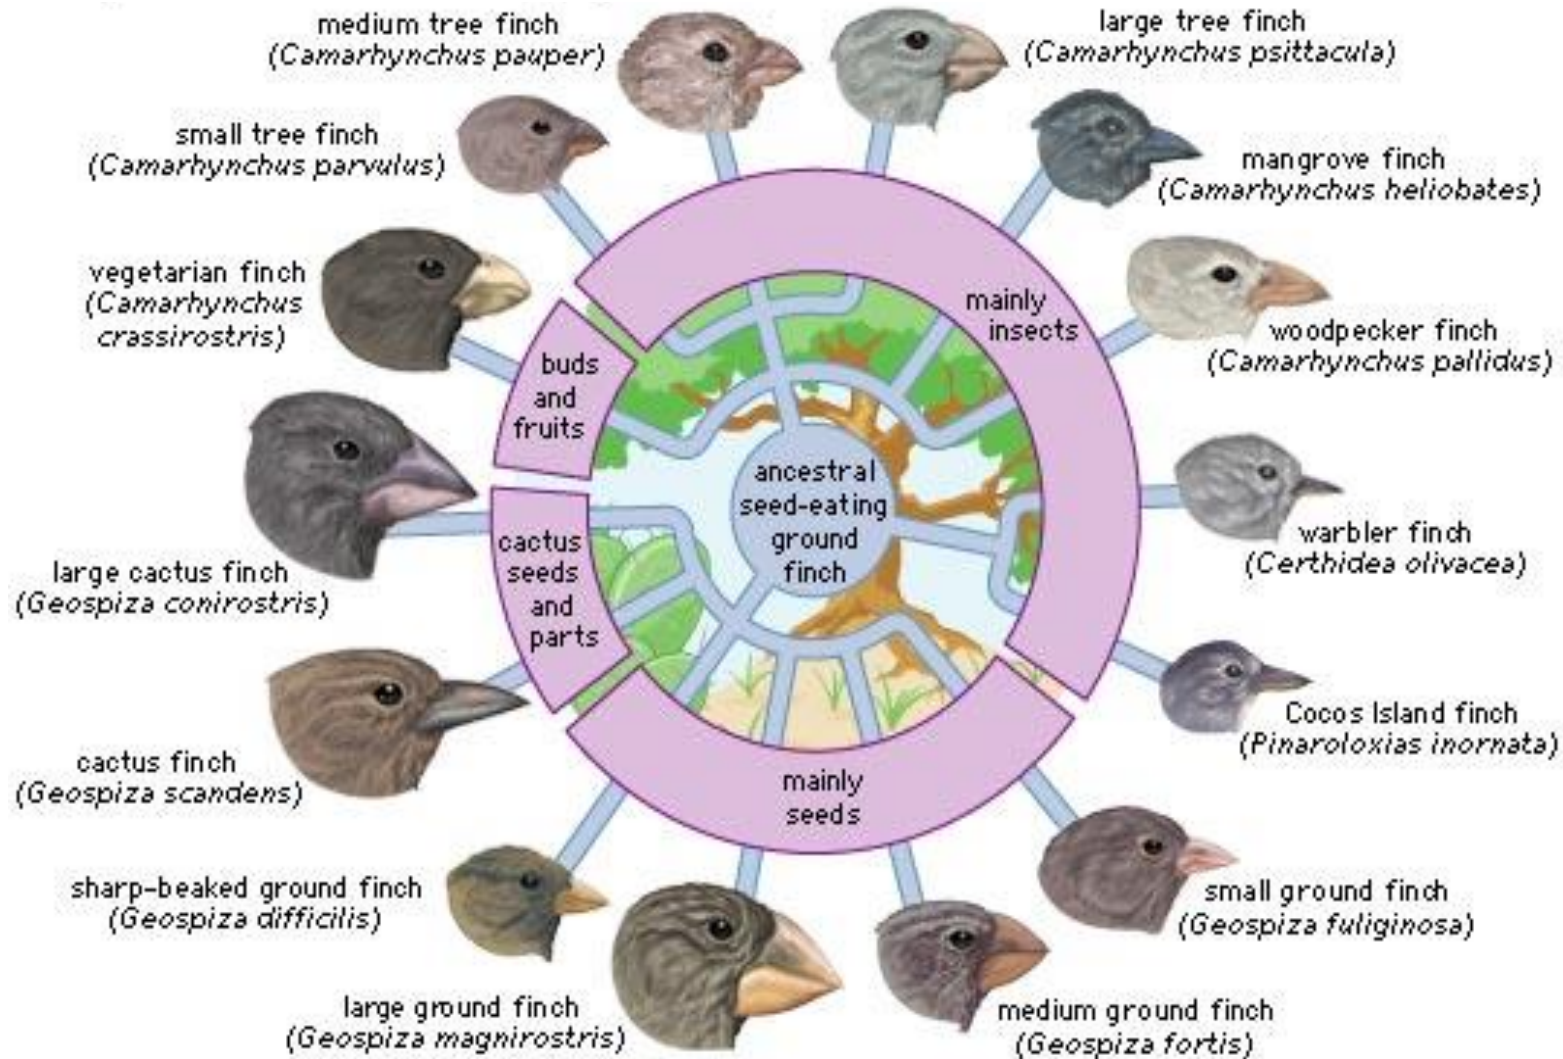 medium tree finch
(Camarhynchus pauper)
large tree finch
(Camarhynchus psittacula)
small tree finch
(Camarhynchus parvulus)
mangrove finch
(Camarhynchus heliobates)
vegetarian finch
(Camarhynchus
crassirostris)
mainly
insects
woodpecker finch
(Camarhynchus pallidus)
buds
and
fruits
ancestral
seed-eating
ground
finch
warbler finch
(Certhidea olivacea)
cactus
seeds
and
parts
large cactus finch
(Geospiza conirostris)
Cocos Island finch
(Pinaroloxias inornata)
cactus finch
(Geospiza scandens)
mainly
seeds
sharp-beaked ground finch
(Geospiza difficilis)
small ground finch
(Geospiza fuliginosa)
large ground finch
(Geospiza magnirostris)
medium ground finch
(Geospiza fortis)